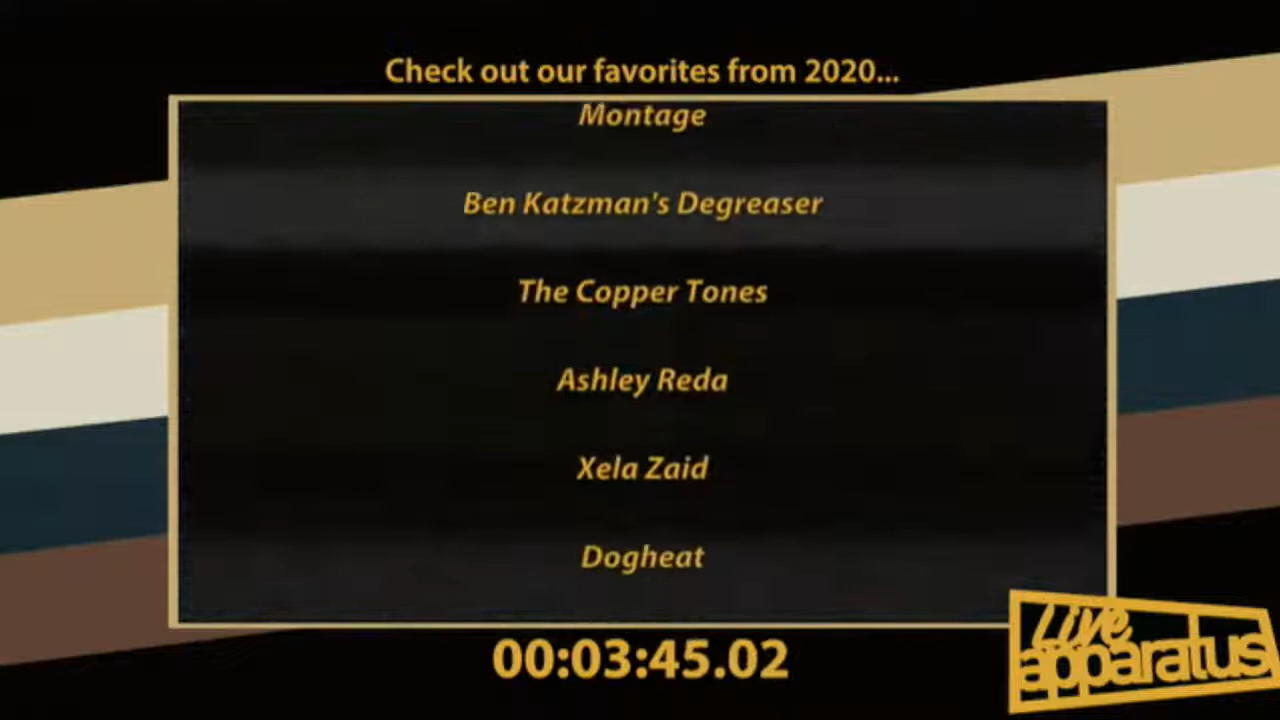 Check out our favorites from 2020...
Montage
Ben Katzman's Degreaser
The Copper Tones
Ashley Reda
Xela Zaid
Dogheat
00:03:45.02
Live
apparatus